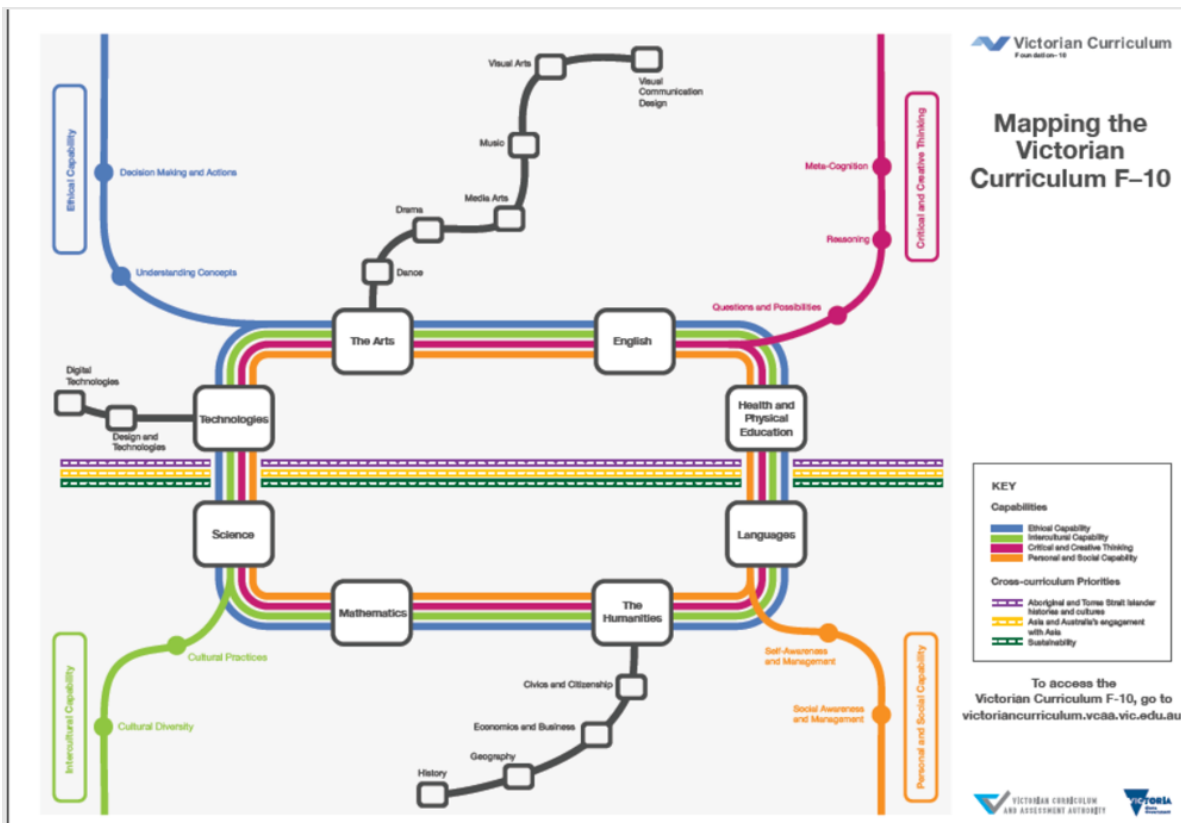 Victorian Curriculum
Foundation–10
Mapping the
Victorian
Curriculum F–10
Ethical Capability
Decision Making and Actions
Understanding Concepts
Visual Arts
Visual
Communication
Design
Music
Media Arts
Drama
Dance
Critical and Creative Thinking
Meta-Cognition
Reasoning
Questions and Possibilities
The Arts
English
Digital
Technologies
Design and
Technologies
Technologies
Health and
Physical
Education
Science
Languages
Mathematics
The
Humanities
Intercultural Capability
Cultural Practices
Cultural Diversity
Civics and Citizenship
Economics and Business
Geography
History
Self-Awareness
and Management
Social Awareness
and Management
Personal and Social Capability
KEY
Capabilities
Ethical Capability
Intercultural Capability
Critical and Creative Thinking
Personal and Social Capability
Cross-curriculum Priorities
Aboriginal and Torres Strait Islander
histories and cultures
Asia and Australia's engagement
with Asia
Sustainability
To access the
Victorian Curriculum F-10, go to
victoriancurriculum.vcaa.vic.edu.au
VICTORIAN CURRICULUM
AND ASSESSMENT AUTHORITY
VICTORIA
State
Government